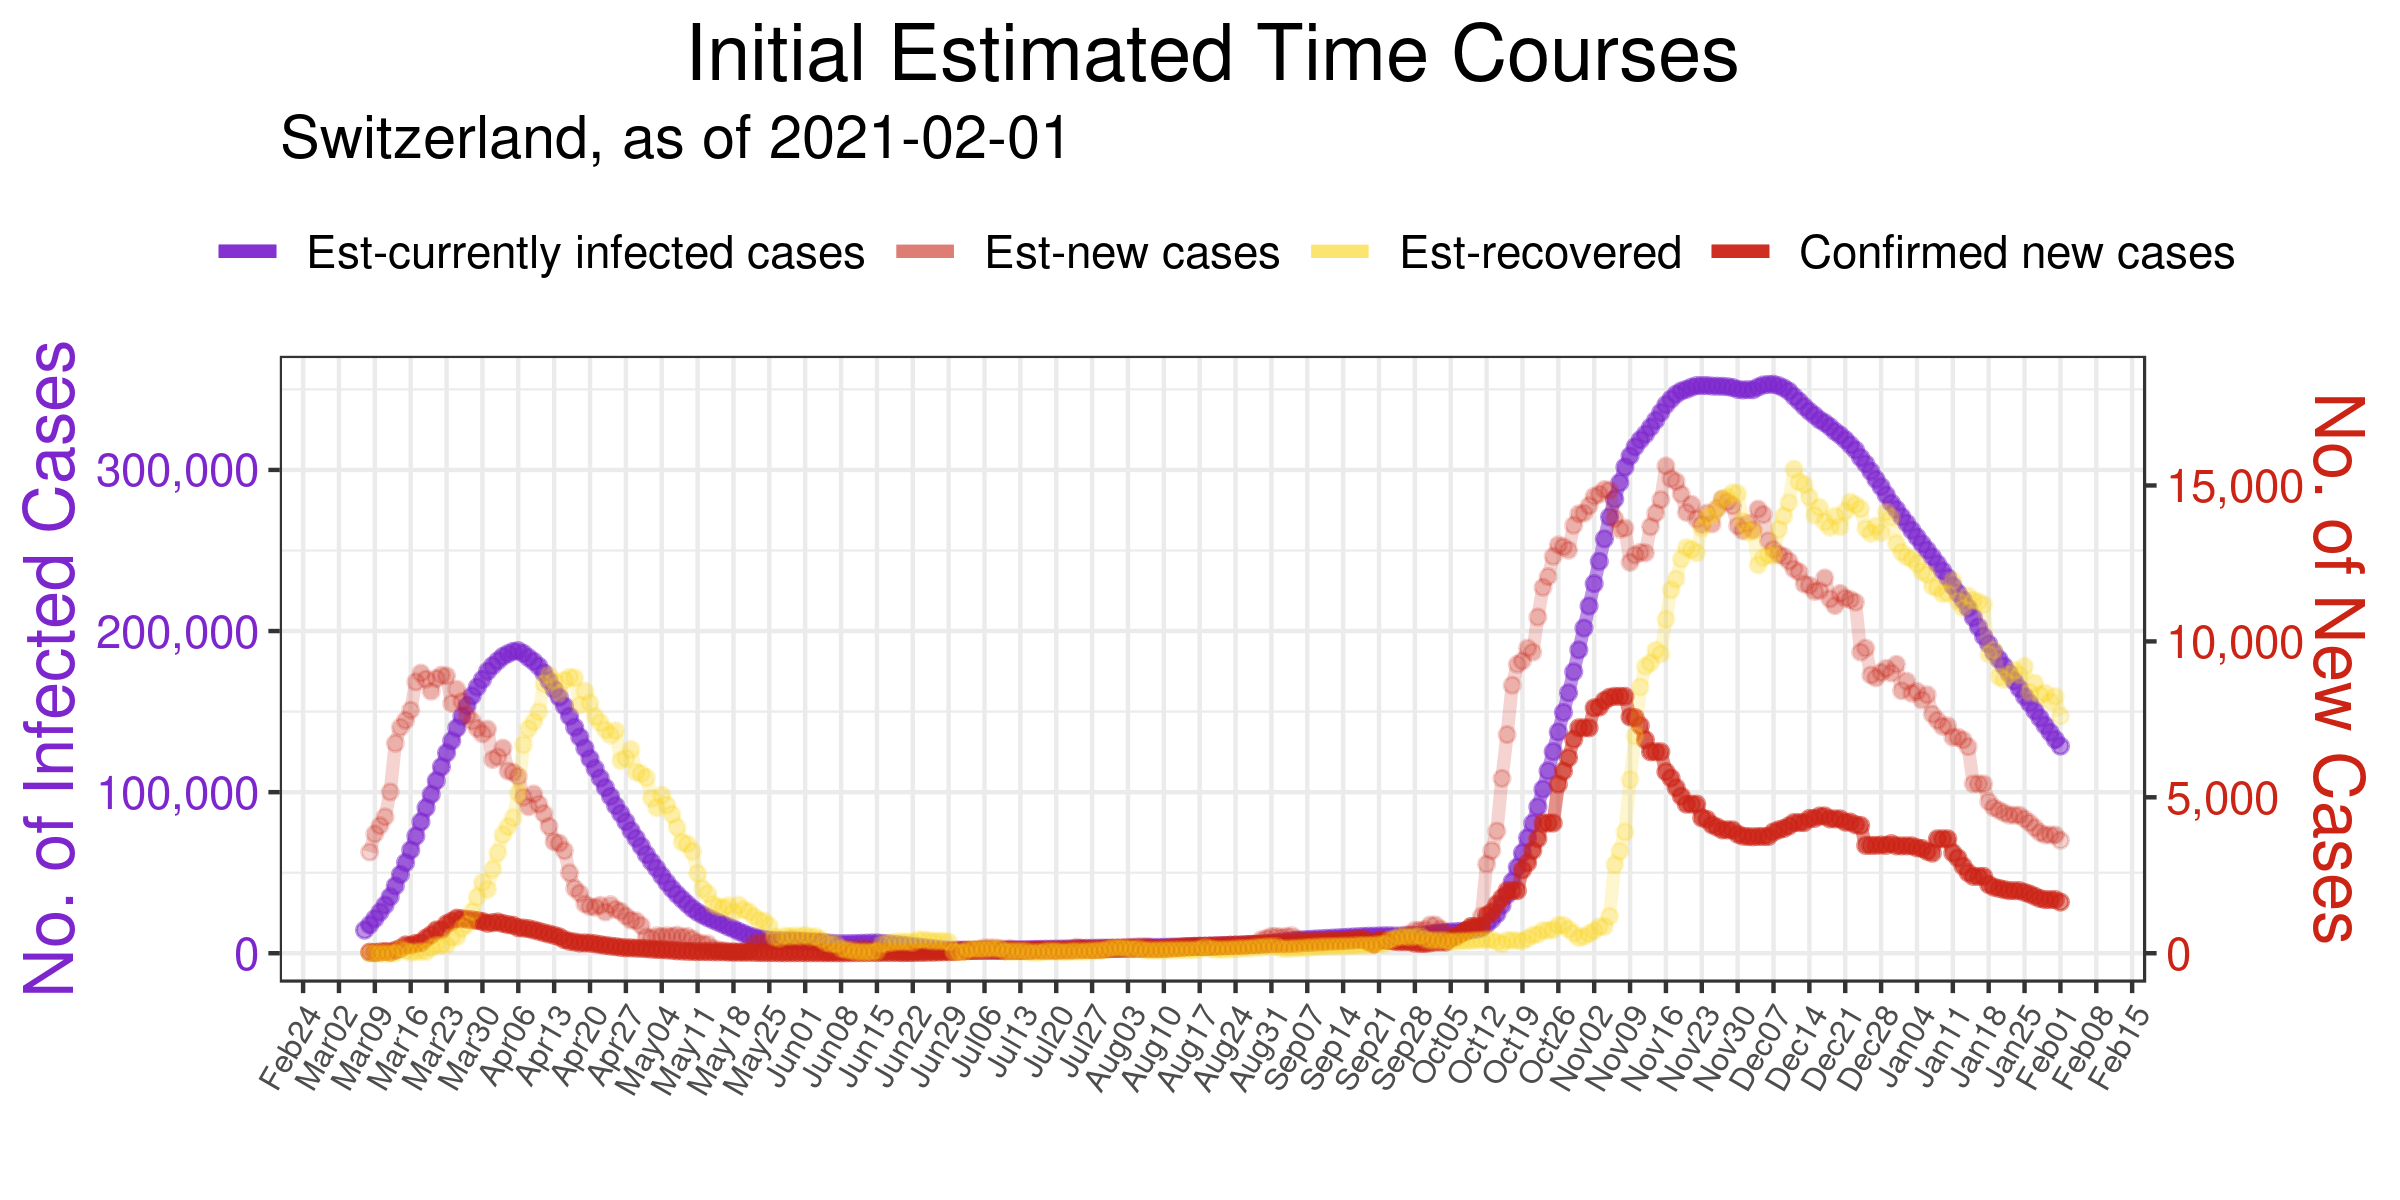 Initial Estimated Time Courses
Switzerland, as of 2021-02-01
Est-currently infected cases
Est-new cases
Est-recovered
Confirmed new cases
No. of Infected Cases
300,000
200,000
100,000
0
15,000
10,000
5,000
0
No. of New Cases
Feb24
Mar02
Mar09
Mar16
Mar23
Mar30
Apr06
Apr13
Apr20
Apr27
May04
May11
May18
May25
Jun01
Jun08
Jun15
Jun22
Jun29
Jul06
Jul13
Jul20
Jul27
Aug03
Aug10
Aug17
Aug24
Aug31
Sep07
Sep14
Sep21
Sep28
Oct05
Oct12
Oct19
Oct26
Nov02
Nov09
Nov16
Nov23
Nov30
Dec07
Dec14
Dec21
Dec28
Jan04
Jan11
Jan18
Jan25
Feb01
Feb08
Feb15